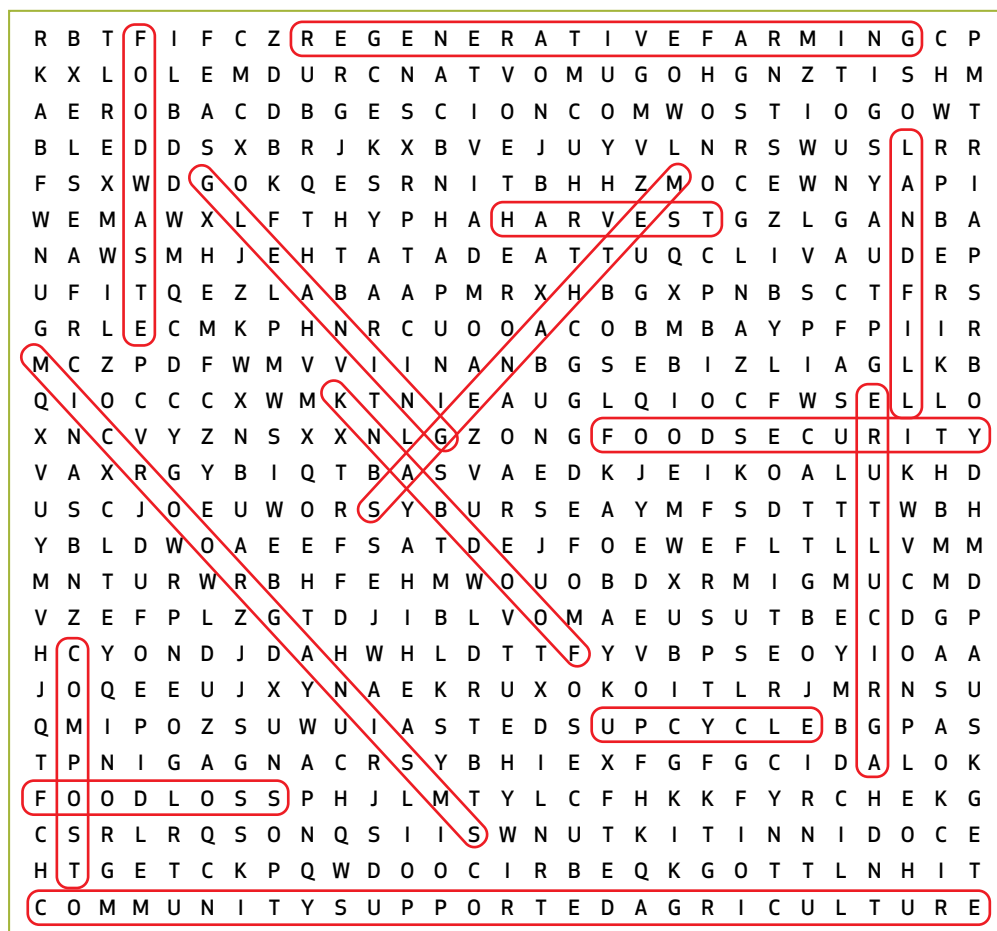 R B T F I F C Z R E G E N E R A T I V E F A R M I N G C P
K X L O L E M D U R C N A T V O M U G O H G N Z T I S H M
A E R O B A C D B G E S C I O N C O M W O S T I O G O W T
B L E D D S X B R J K X B V E J U Y V L N R S W U S L R R
F S X W D G O K Q E S R N I T B H H Z M O C E W N Y A P I
W E M A W X L F T H Y P H A H A R V E S T G Z L G A N B A
N A W S M H J E H T A T A D E A T T U Q C L I V A U D E P
U F I T Q E Z L A B A A P M R X H B G X P N B S C T F R S
G R L E C M K P H N R C U O O A C O B M B A Y P F P I I R
M C Z P D F W M V V I I N A N B G S E B I Z L I A G L K B
Q I O C C C X W M K T N I E A U G L Q I O C F W S E L L O
X N C V Y Z N S X X N L G Z O N G F O O D S E C U R I T Y
V A X R G Y B I Q T B A S V A E D K J E I K O A L U K H D
U S C J O E U W O R S Y B U R S E A Y M F S D T T T W B H
Y B L D W O A E E F S A T D E J F O E W E F L T L L V M M
M N T U R W R B H F E H M W O U O B D X R M I G M U C M D
V Z E F P L Z G T D J I B L V O M A E U S U T B E C D G P
H C Y O N D J D A H W H L D T T F Y V B P S E O Y I O A A
J O Q E E U J X Y N A E K R U X O K O I T L R J M R N S U
Q M I P O Z S U W U I A S T E D S U P C Y C L E B G P A S
T P N I G A G N A C R S Y B H I E X F G F G C I D A L O K
F O O D L O S S P H J L M T Y L C F H K K F Y R C H E K G
C S R L R Q S O N Q S I I S W N U T K I T I N N I D O C E
H T G E T C K P Q W D O O C I R B E Q K G O T T L N H I T
C O M M U N I T Y S U P P O R T E D A G R I C U L T U R E